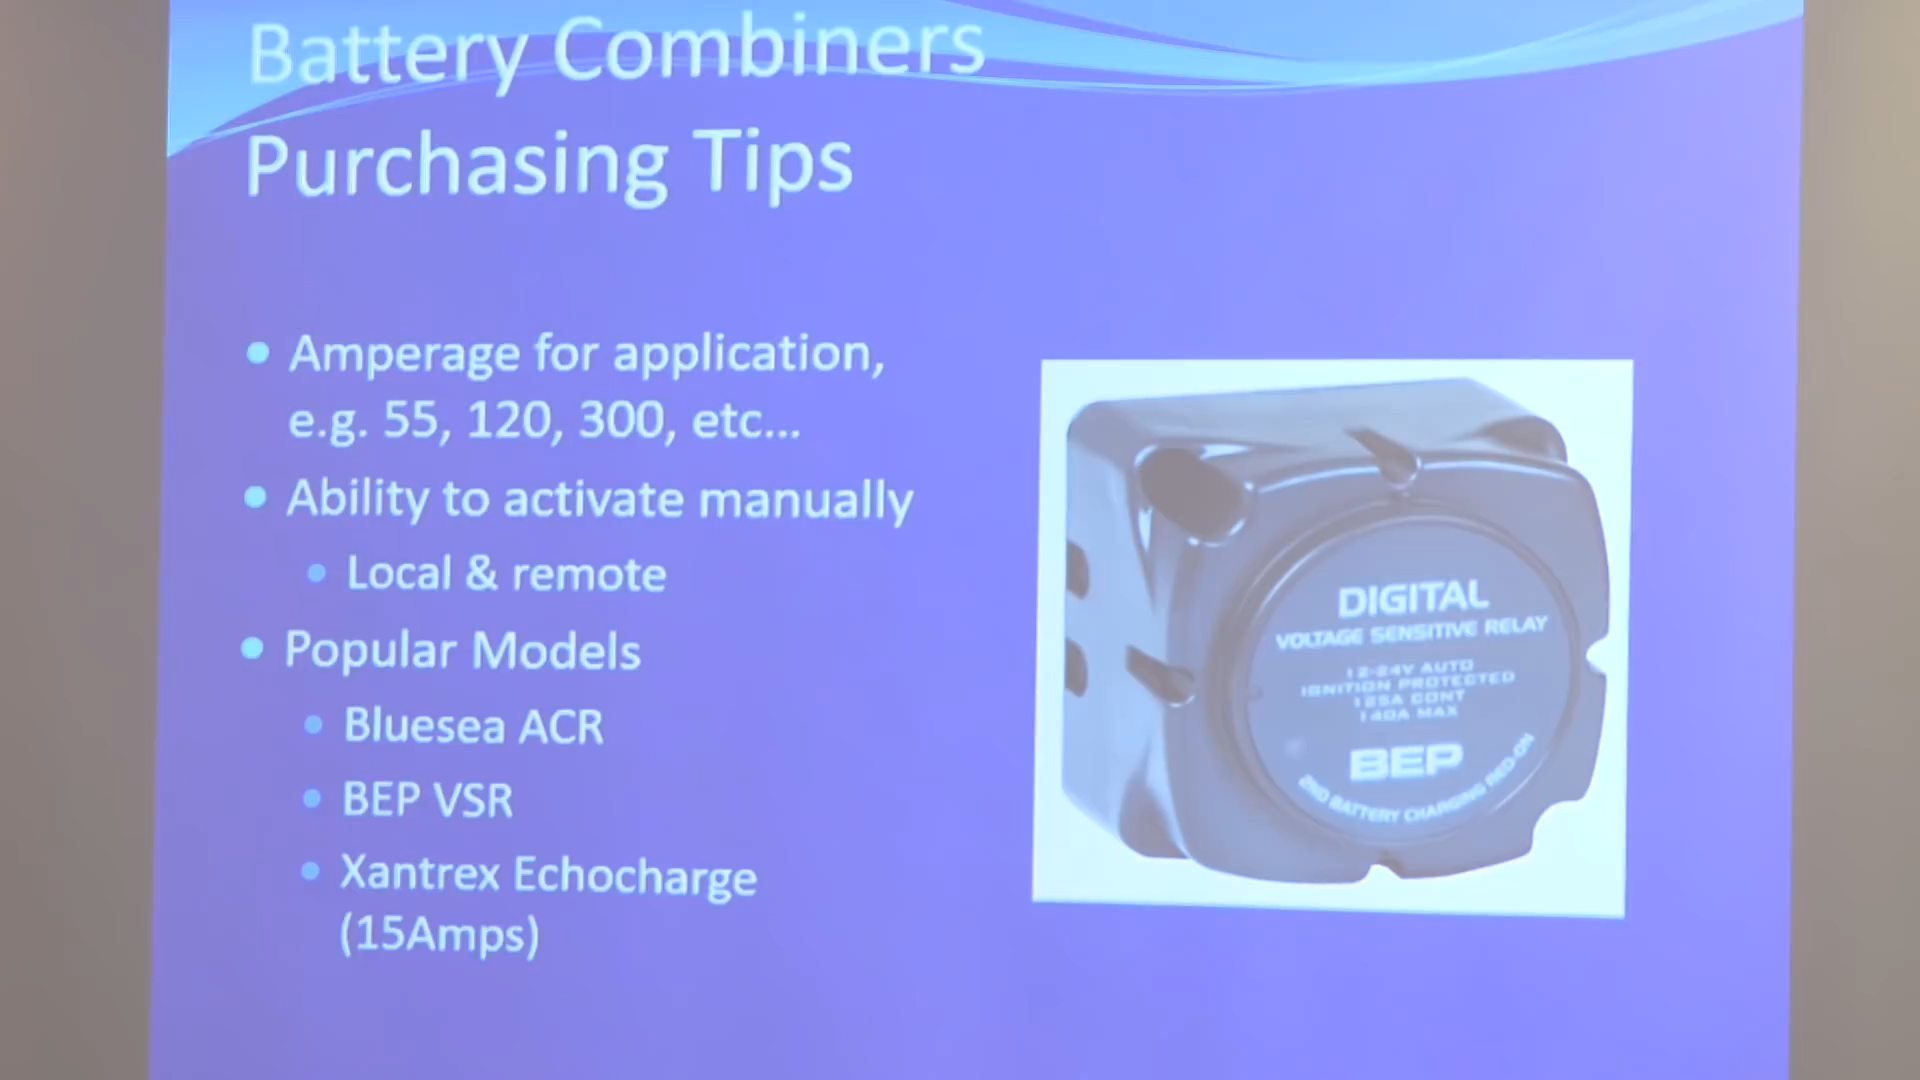 Battery Combiners
Purchasing Tips
Amperage for application,
e.g. 55, 120, 300, etc...
Ability to activate manually
Local & remote
Popular Models
Bluesea ACR
BEP VSR
Xantrex Echocharge
(15Amps)
DIGITAL
VOLTAGE SENSITIVE RELAY
12-24V AUTO
IGNITION PROTECTED
125A CONT
140A MAX
BEP
2ND BATTERY CHARGING RED-ON